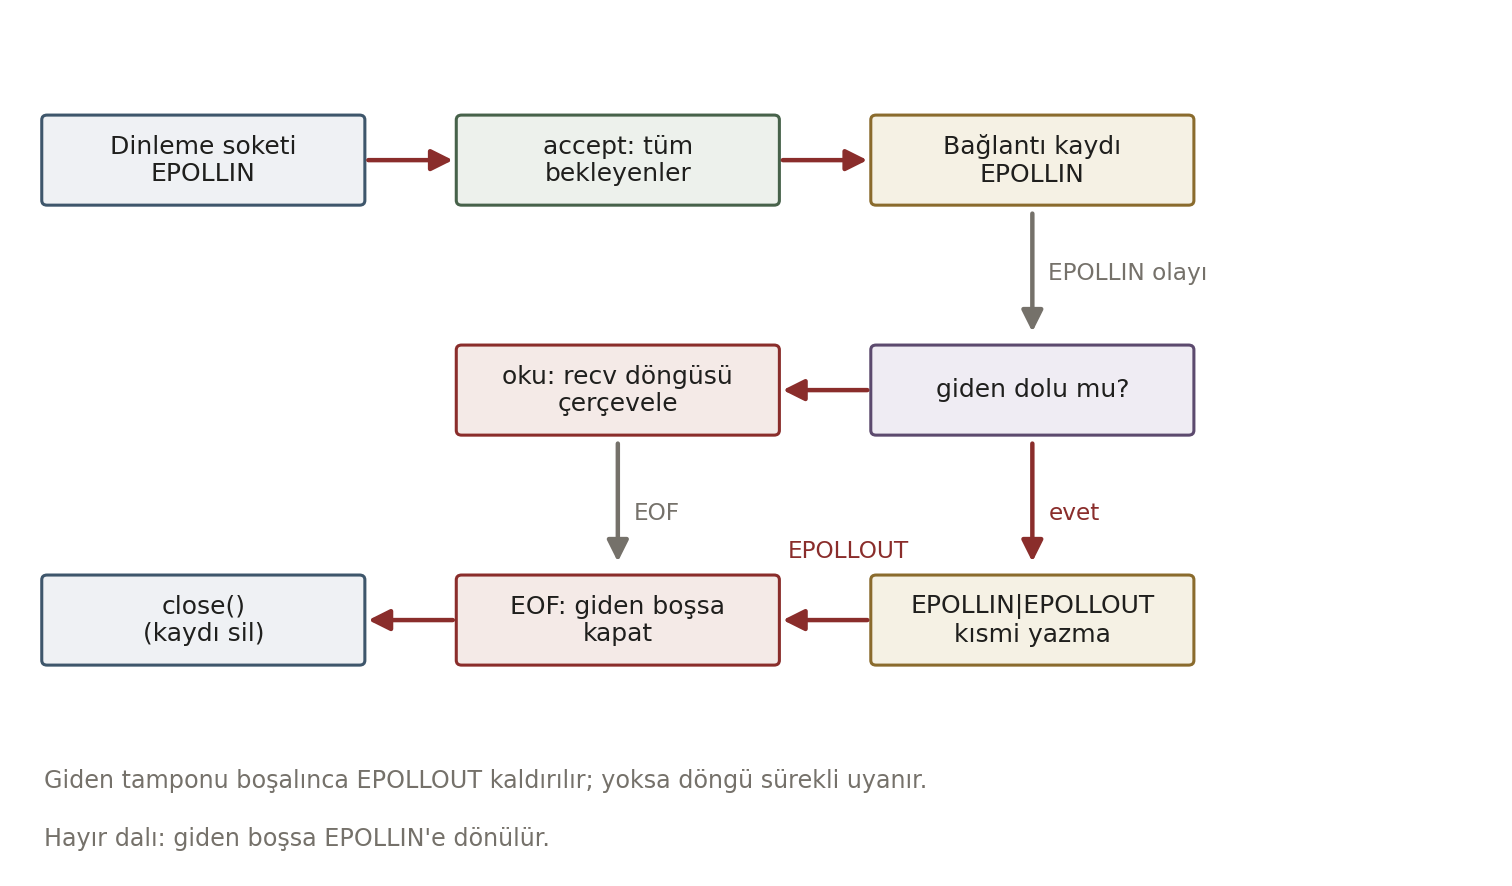 Dinleme soketi
EPOLLIN
accept: tüm
bekleyenler
Bağlantı kaydı
EPOLLIN
EPOLLIN olayı
oku: recv döngüsü
çerçevele
giden dolu mu?
EOF
evet
EPOLLOUT
close()
(kaydı sil)
EOF: giden boşsa
kapat
EPOLLIN|EPOLLOUT
kısmi yazma
Giden tamponu boşalınca EPOLLOUT kaldırılır; yoksa döngü sürekli uyanır.
Hayır dalı: giden boşsa EPOLLIN'e dönülür.